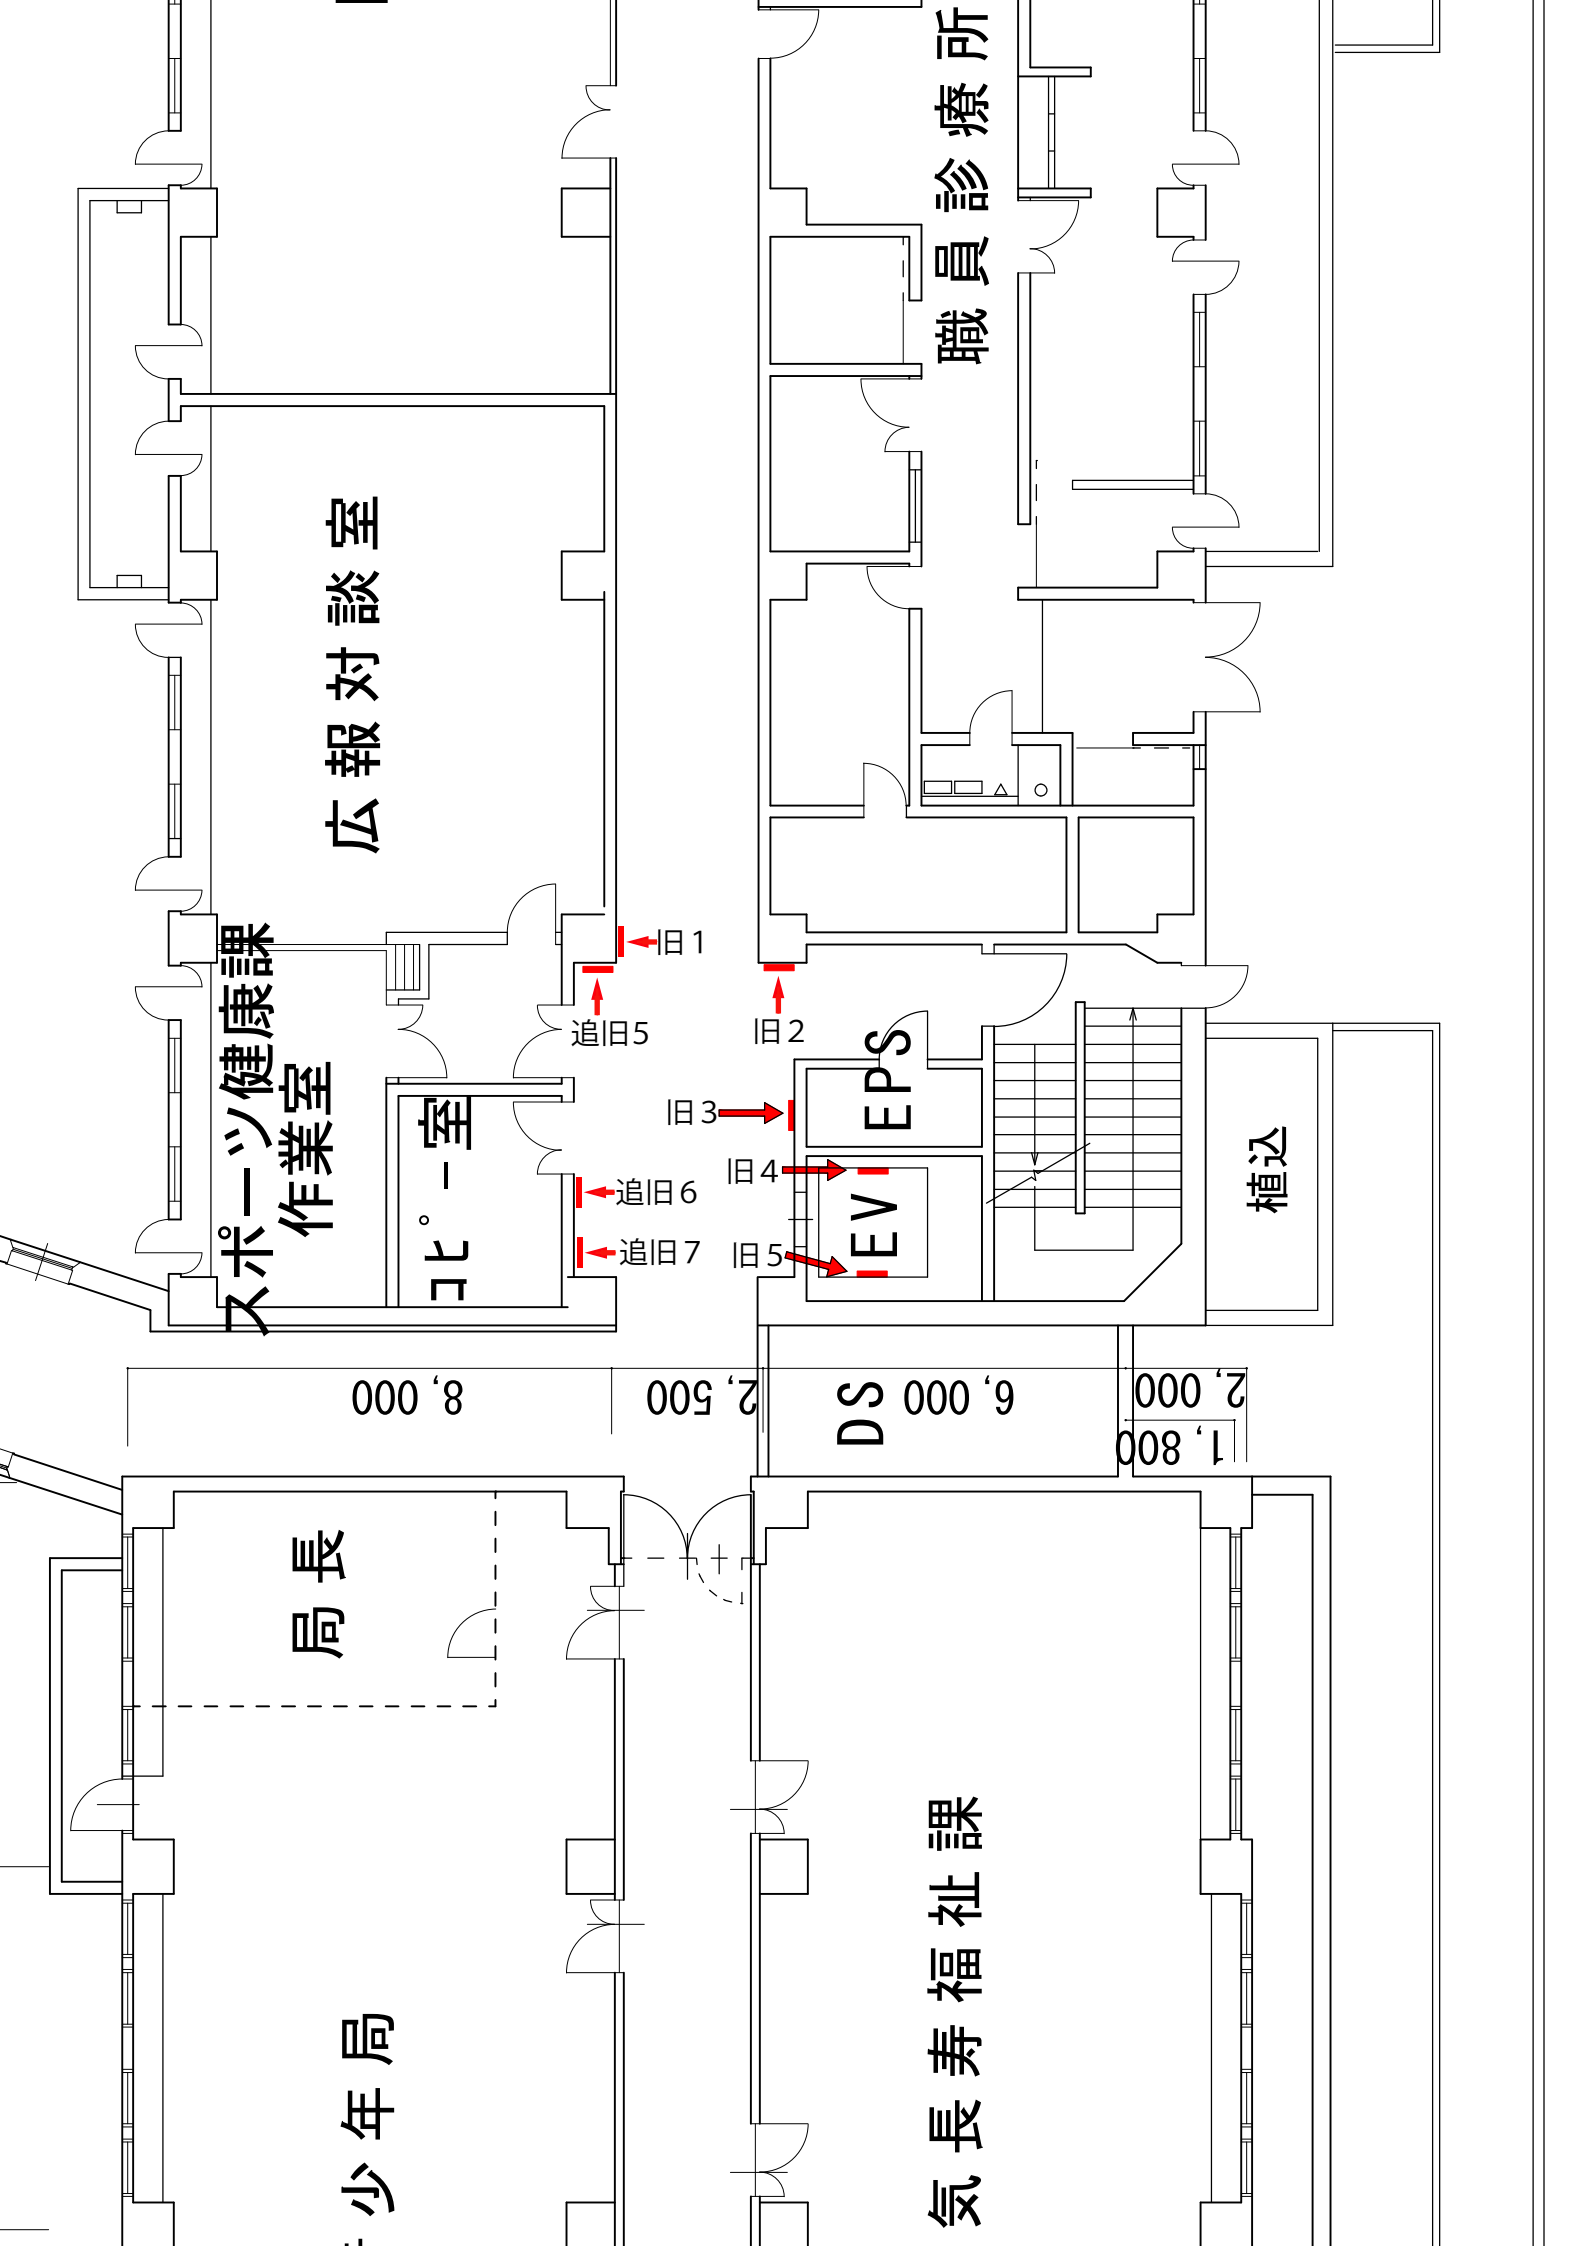 職員診療所
広報対談室
旧1
追旧5
旧2
スポーツ健康課
作業室
コピー室
EPS
旧3
旧4
追旧6
EV
追旧7
旧5
植込
8,000
2,500
DS
6,000
2,000
1,800
局長
少年局
気長寿福祉課